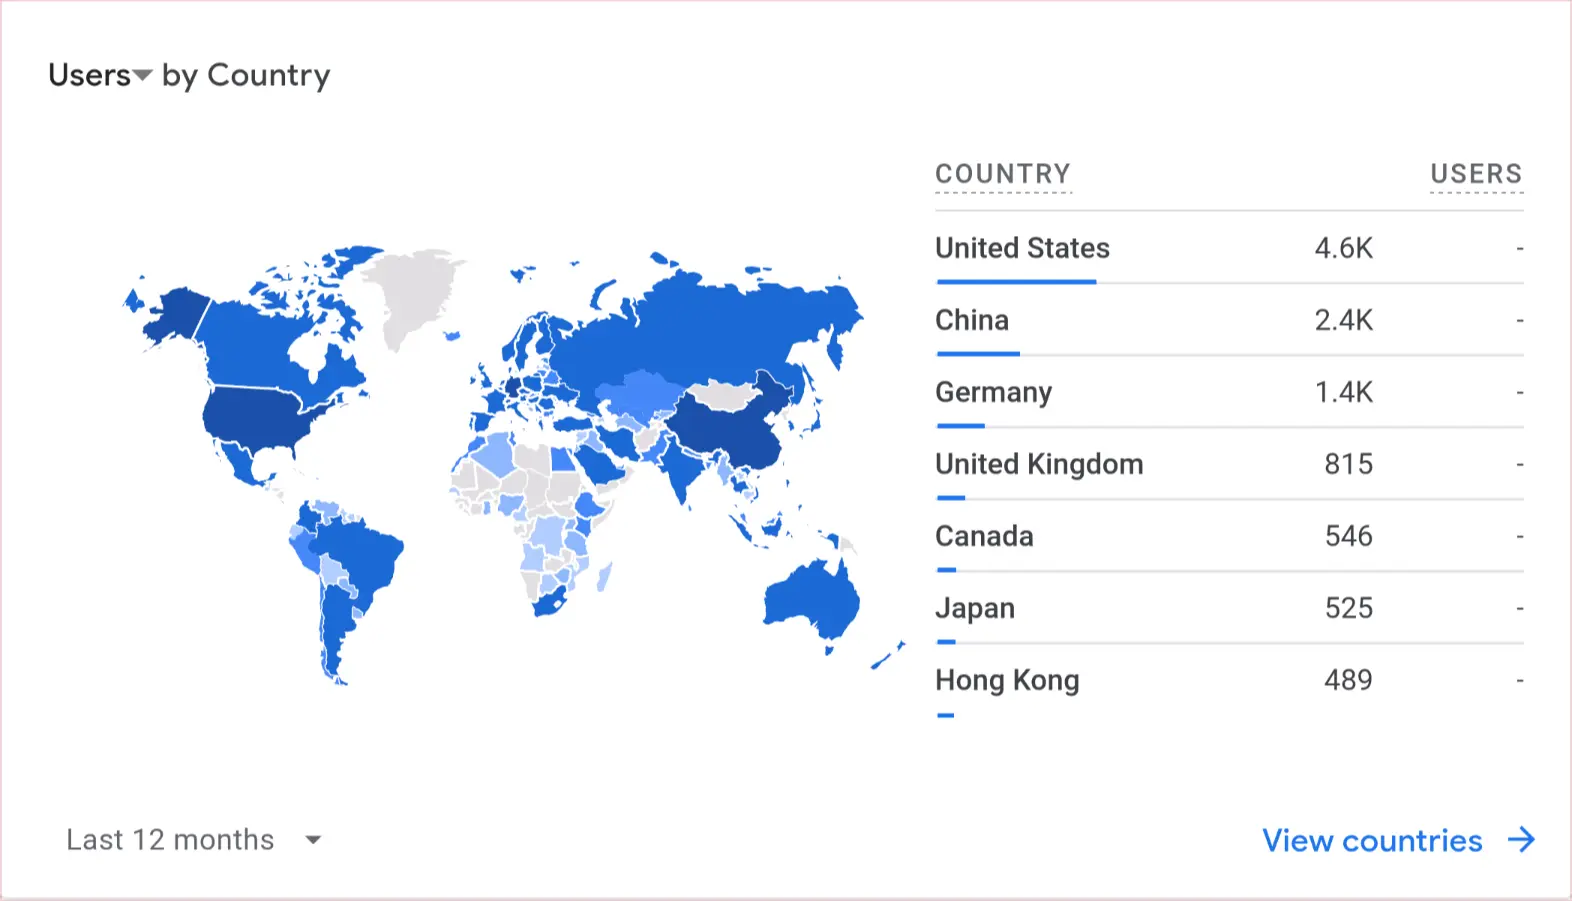 Users by Country
COUNTRY USERS
United States 4.6K -
China 2.4K -
Germany 1.4K -
United Kingdom 815 -
Canada 546 -
Japan 525 -
Hong Kong 489 -
Last 12 months
View countries